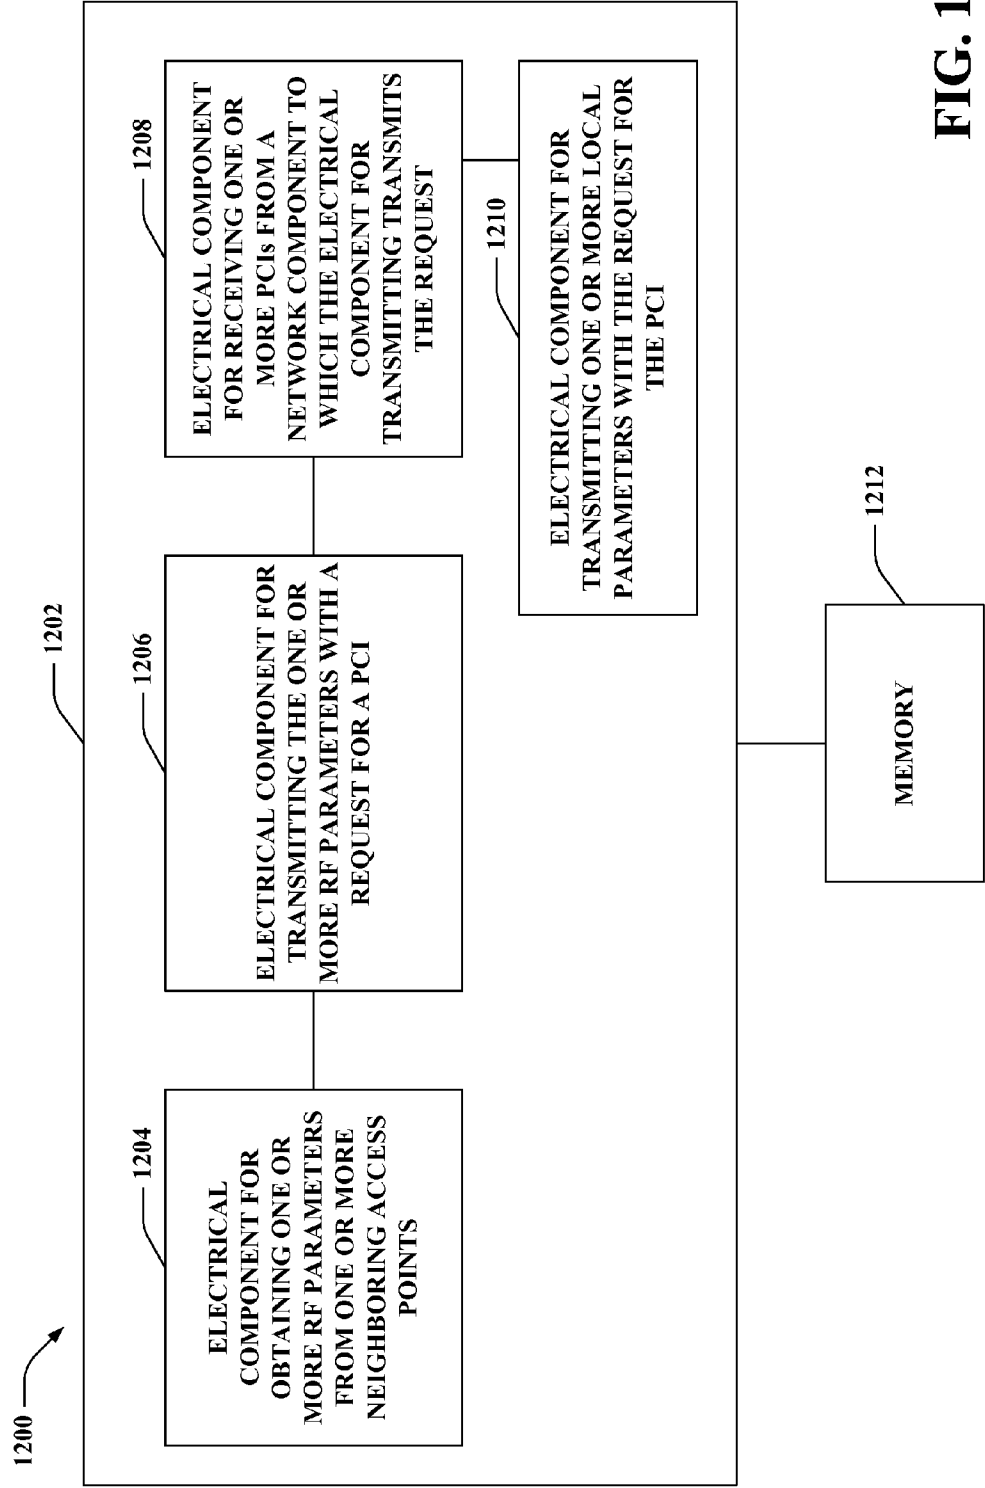 1200
1202
1204
ELECTRICAL
COMPONENT FOR
OBTAINING ONE OR
MORE RF PARAMETERS
FROM ONE OR MORE
NEIGHBORING ACCESS
POINTS
1206
ELECTRICAL COMPONENT FOR
TRANSMITTING THE ONE OR
MORE RF PARAMETERS WITH A
REQUEST FOR A PCI
1208
ELECTRICAL COMPONENT
FOR RECEIVING ONE OR
MORE PCIs FROM A
NETWORK COMPONENT TO
WHICH THE ELECTRICAL
COMPONENT FOR
TRANSMITTING TRANSMITS
THE REQUEST
1210
ELECTRICAL COMPONENT FOR
TRANSMITTING ONE OR MORE LOCAL
PARAMETERS WITH THE REQUEST FOR
THE PCI
1212
MEMORY
FIG. 1